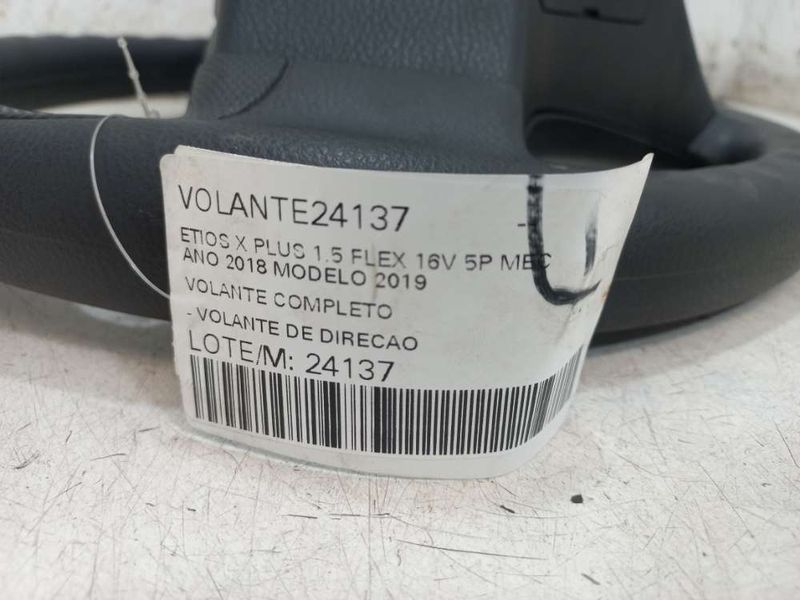 VOLANTE24137 -
ETIOS X PLUS 1.5 FLEX 16V 5P MEC
ANO 2018 MODELO 2019
VOLANTE COMPLETO
- VOLANTE DE DIRECAO
LOTE/M: 24137